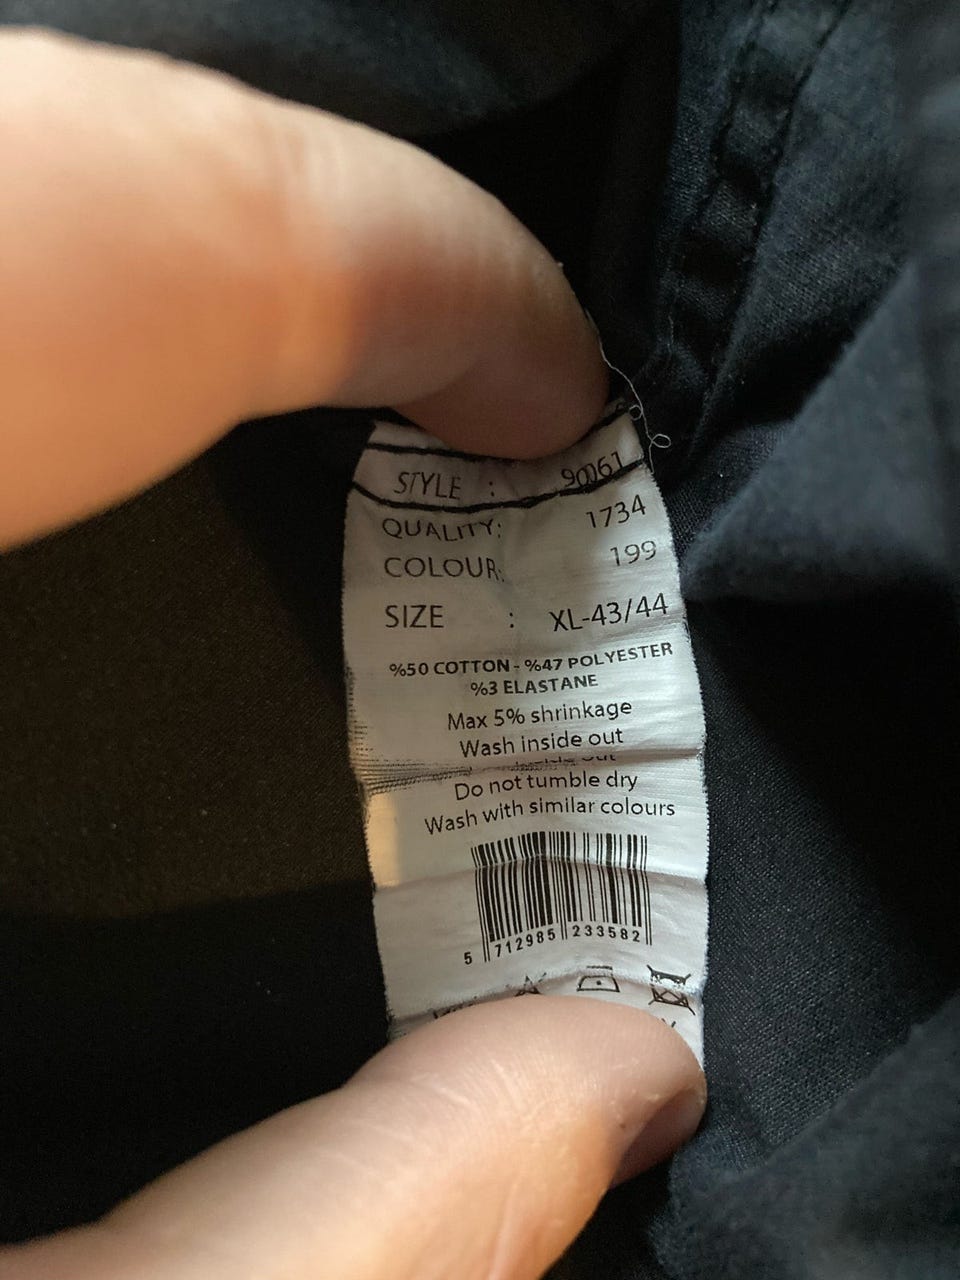 STYLE : 90061
QUALITY: 1734
COLOUR: 199
SIZE : XL-43/44
%50 COTTON - %47 POLYESTER
%3 ELASTANE
Max 5% shrinkage
Wash inside out
Do not tumble dry
Wash with similar colours
5 712985 233582